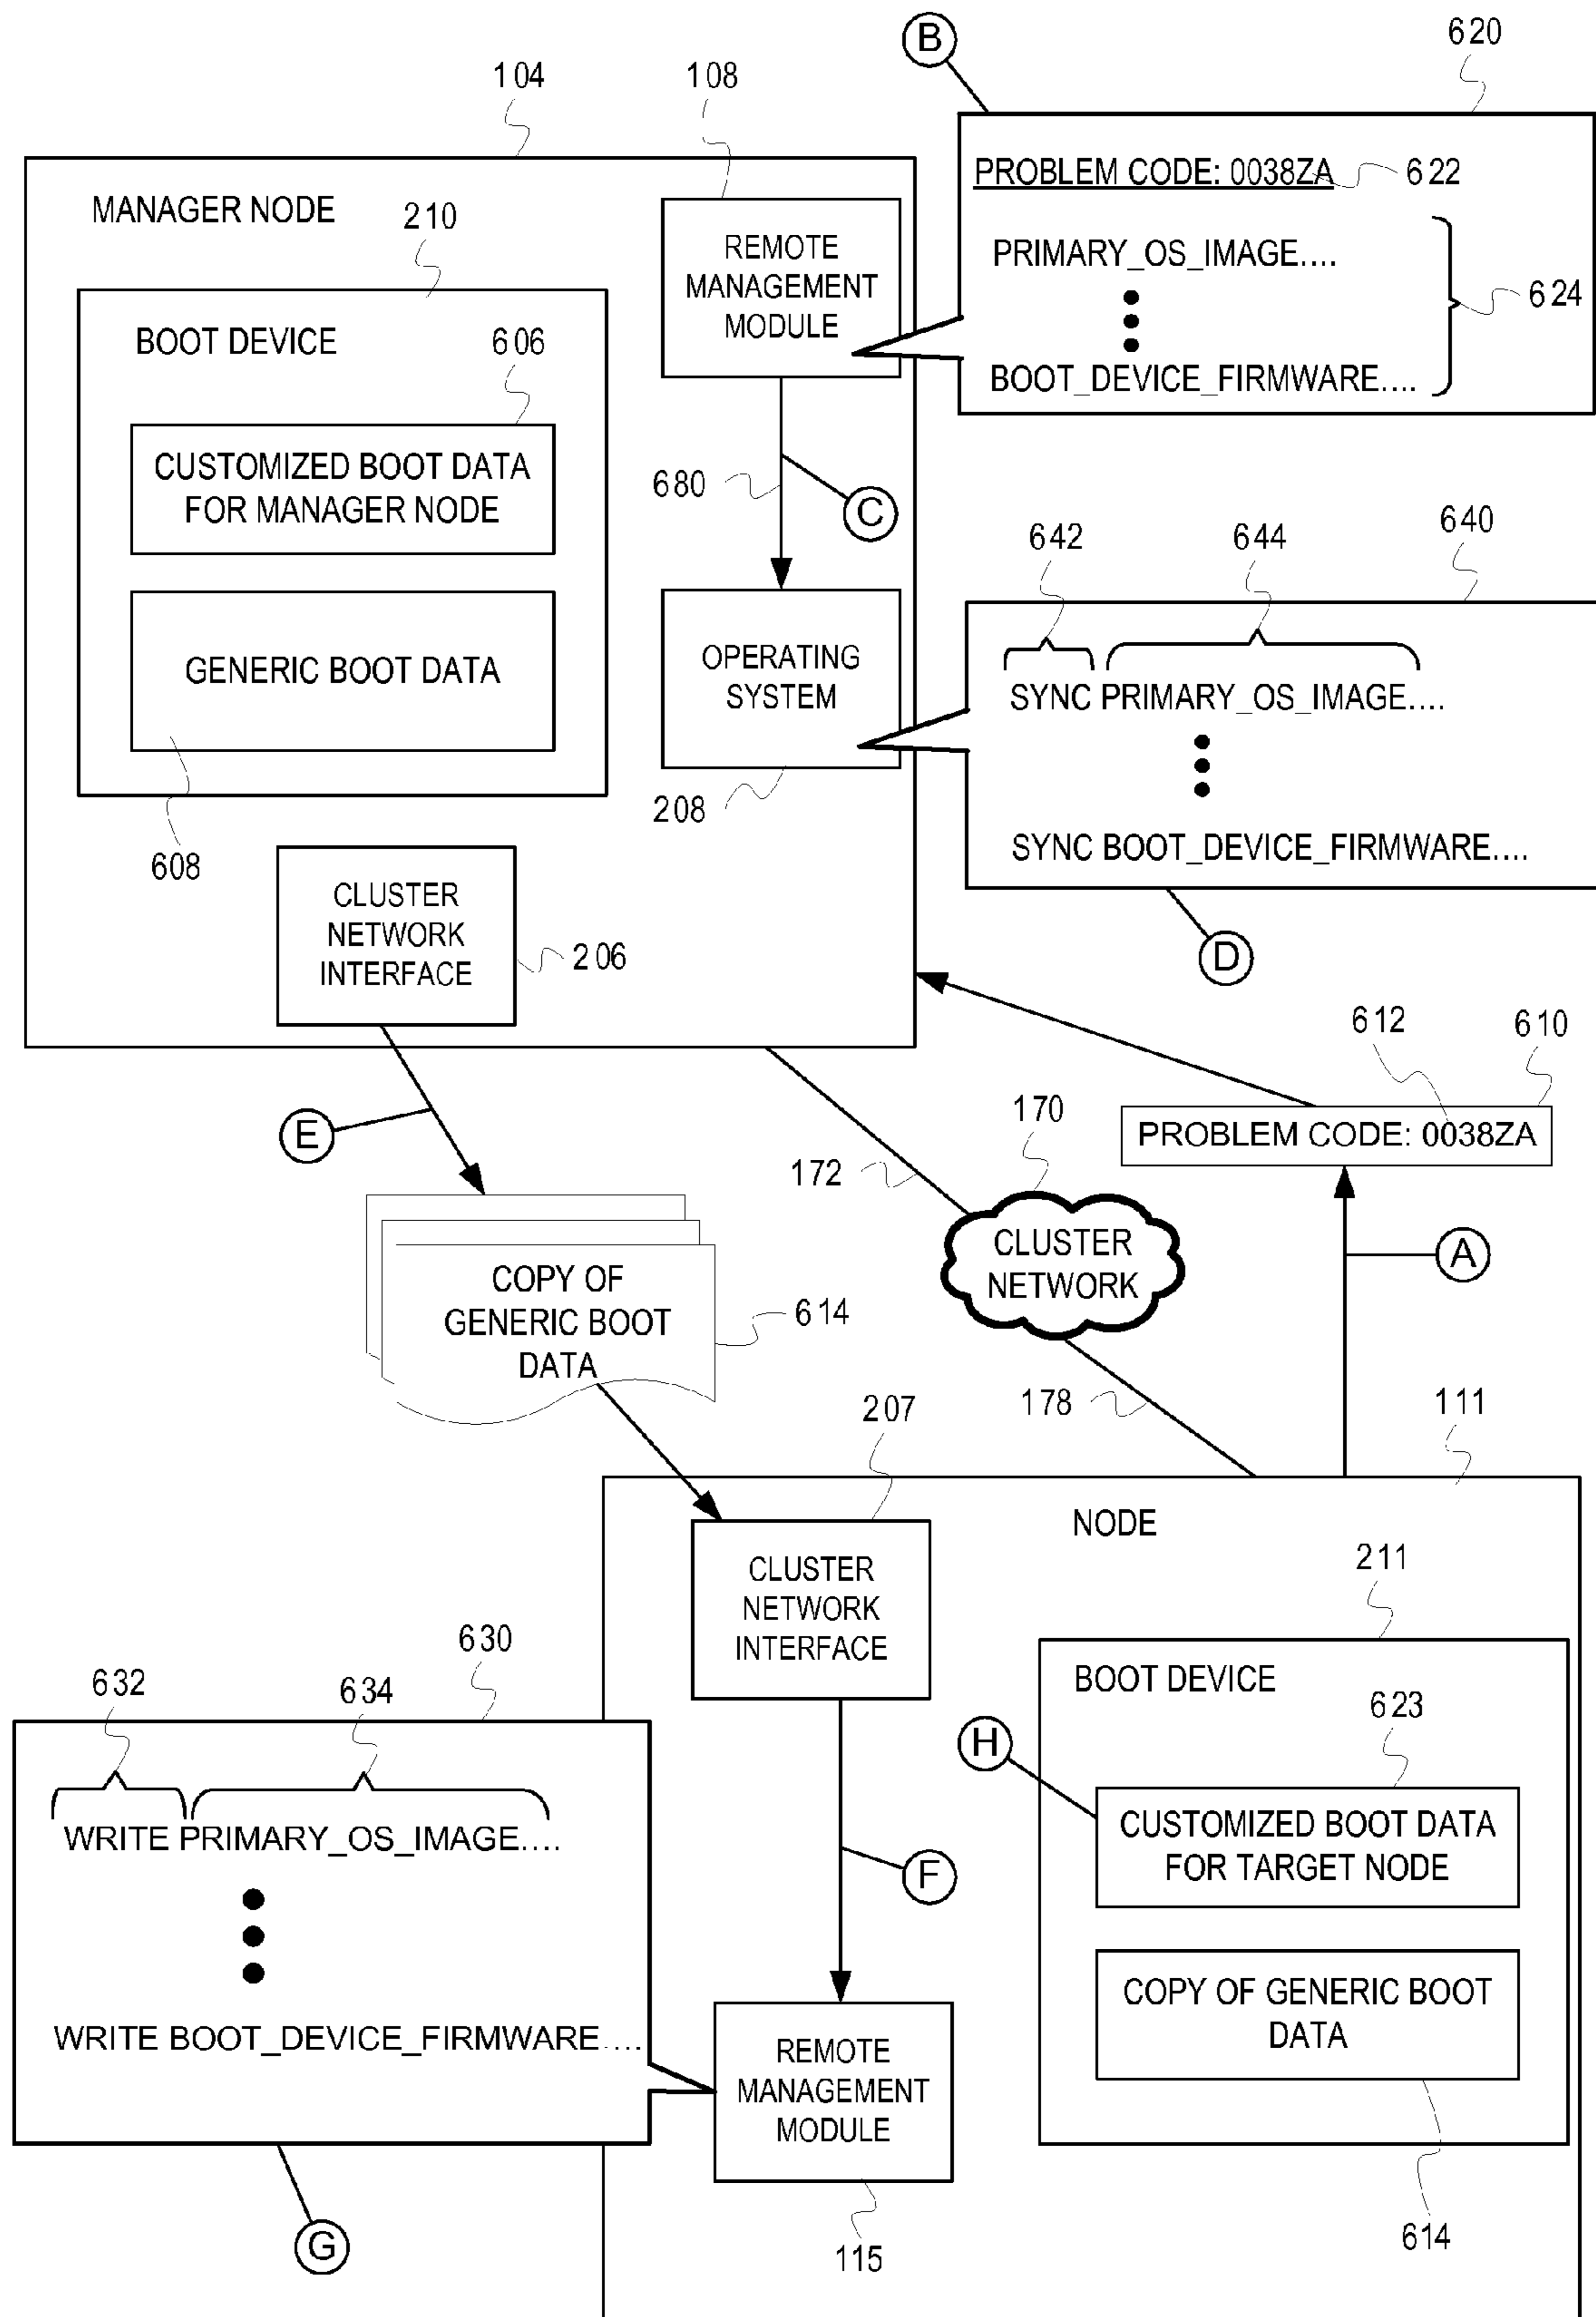 B
620
104
108
PROBLEM CODE: 0038ZA
622
MANAGER NODE
210
REMOTE
MANAGEMENT
MODULE
PRIMARY_OS_IMAGE....
624
BOOT_DEVICE_FIRMWARE....
BOOT DEVICE
606
CUSTOMIZED BOOT DATA
FOR MANAGER NODE
680
C
642
644
640
GENERIC BOOT DATA
OPERATING
SYSTEM
SYNC PRIMARY_OS_IMAGE....
208
608
SYNC BOOT_DEVICE_FIRMWARE....
CLUSTER
NETWORK
INTERFACE
206
D
612
610
E
170
PROBLEM CODE: 0038ZA
172
CLUSTER
NETWORK
A
COPY OF
GENERIC BOOT
DATA
614
207
178
111
NODE
CLUSTER
NETWORK
INTERFACE
211
630
632
634
BOOT DEVICE
623
H
WRITE PRIMARY_OS_IMAGE....
CUSTOMIZED BOOT DATA
FOR TARGET NODE
F
COPY OF GENERIC BOOT
DATA
WRITE BOOT_DEVICE_FIRMWARE....
REMOTE
MANAGEMENT
MODULE
G
115
614